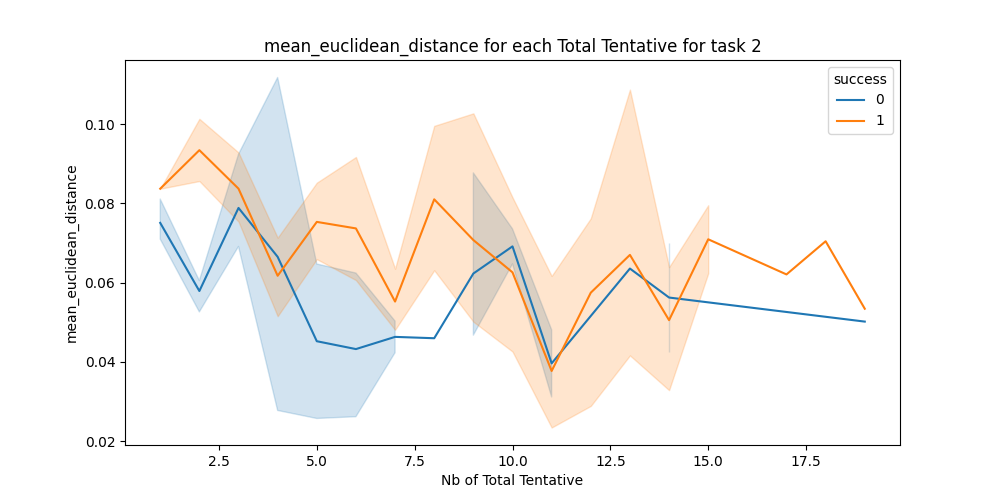 mean_euclidean_distance for each Total Tentative for task 2
success
0
1
mean_euclidean_distance
0.10
0.08
0.06
0.04
0.02
2.5 5.0 7.5 10.0 12.5 15.0 17.5
Nb of Total Tentative